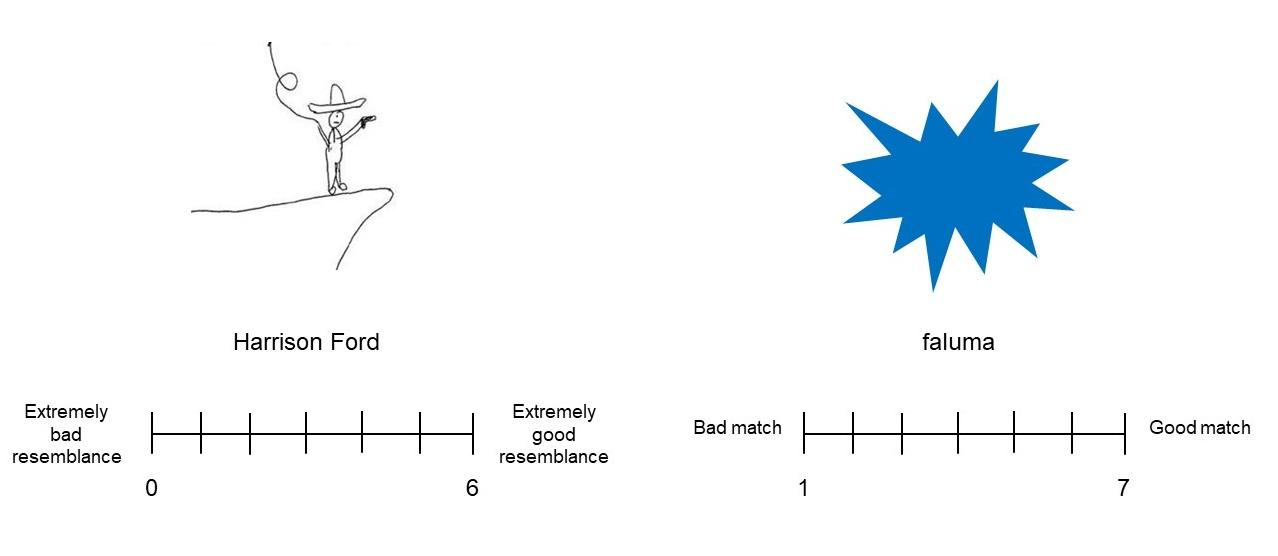 Harrison Ford
Extremely
bad
resemblance
Extremely
good
resemblance
0
6
faluma
Bad match
Good match
1
7